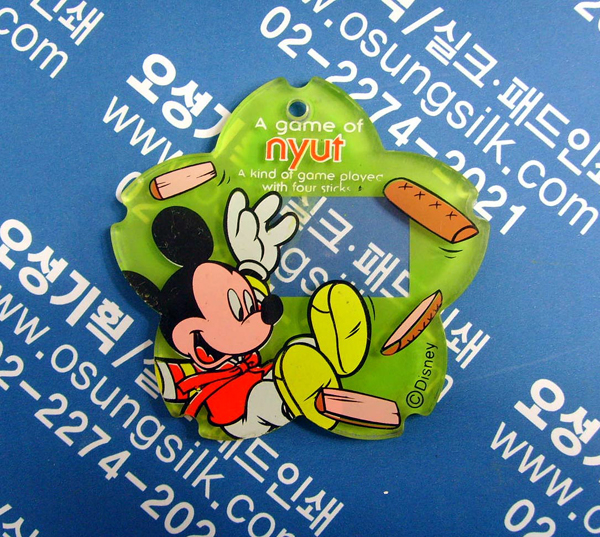 A game of
nyut
A kind of game played
with four sticks
©Disney
오성기획/실크·패드인쇄
www.osungsilk.com
02-2274-2021